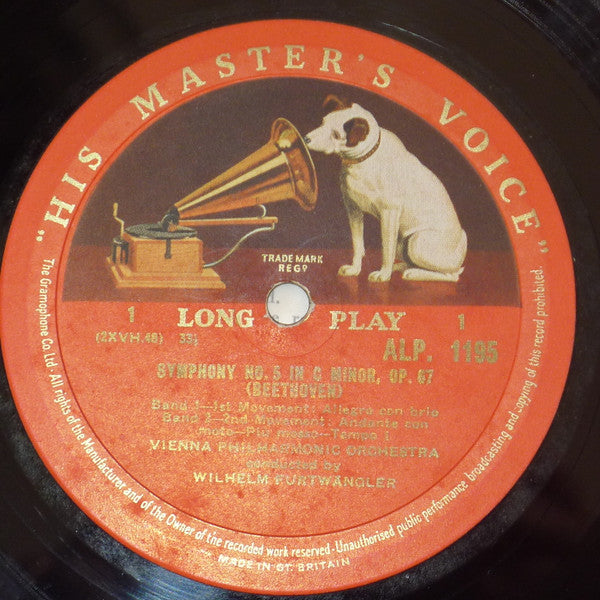 "HIS MASTER'S VOICE"
TRADE MARK
REGD
1 LONG PLAY 1
(2XVH.46) 33⅓
ALP. 1195
SYMPHONY NO. 5 IN C MINOR, OP. 67
(BEETHOVEN)
Band 1—1st Movement: Allegro con brio
Band 2—2nd Movement: Andante con
moto—Più mosso—Tempo I
VIENNA PHILHARMONIC ORCHESTRA
conducted by
WILHELM FURTWÄNGLER
The Gramophone Co. Ltd. All rights of the Manufacturer and of the Owner of the recorded work reserved. Unauthorised public performance, broadcasting and copying of this record prohibited.
MADE IN GT. BRITAIN